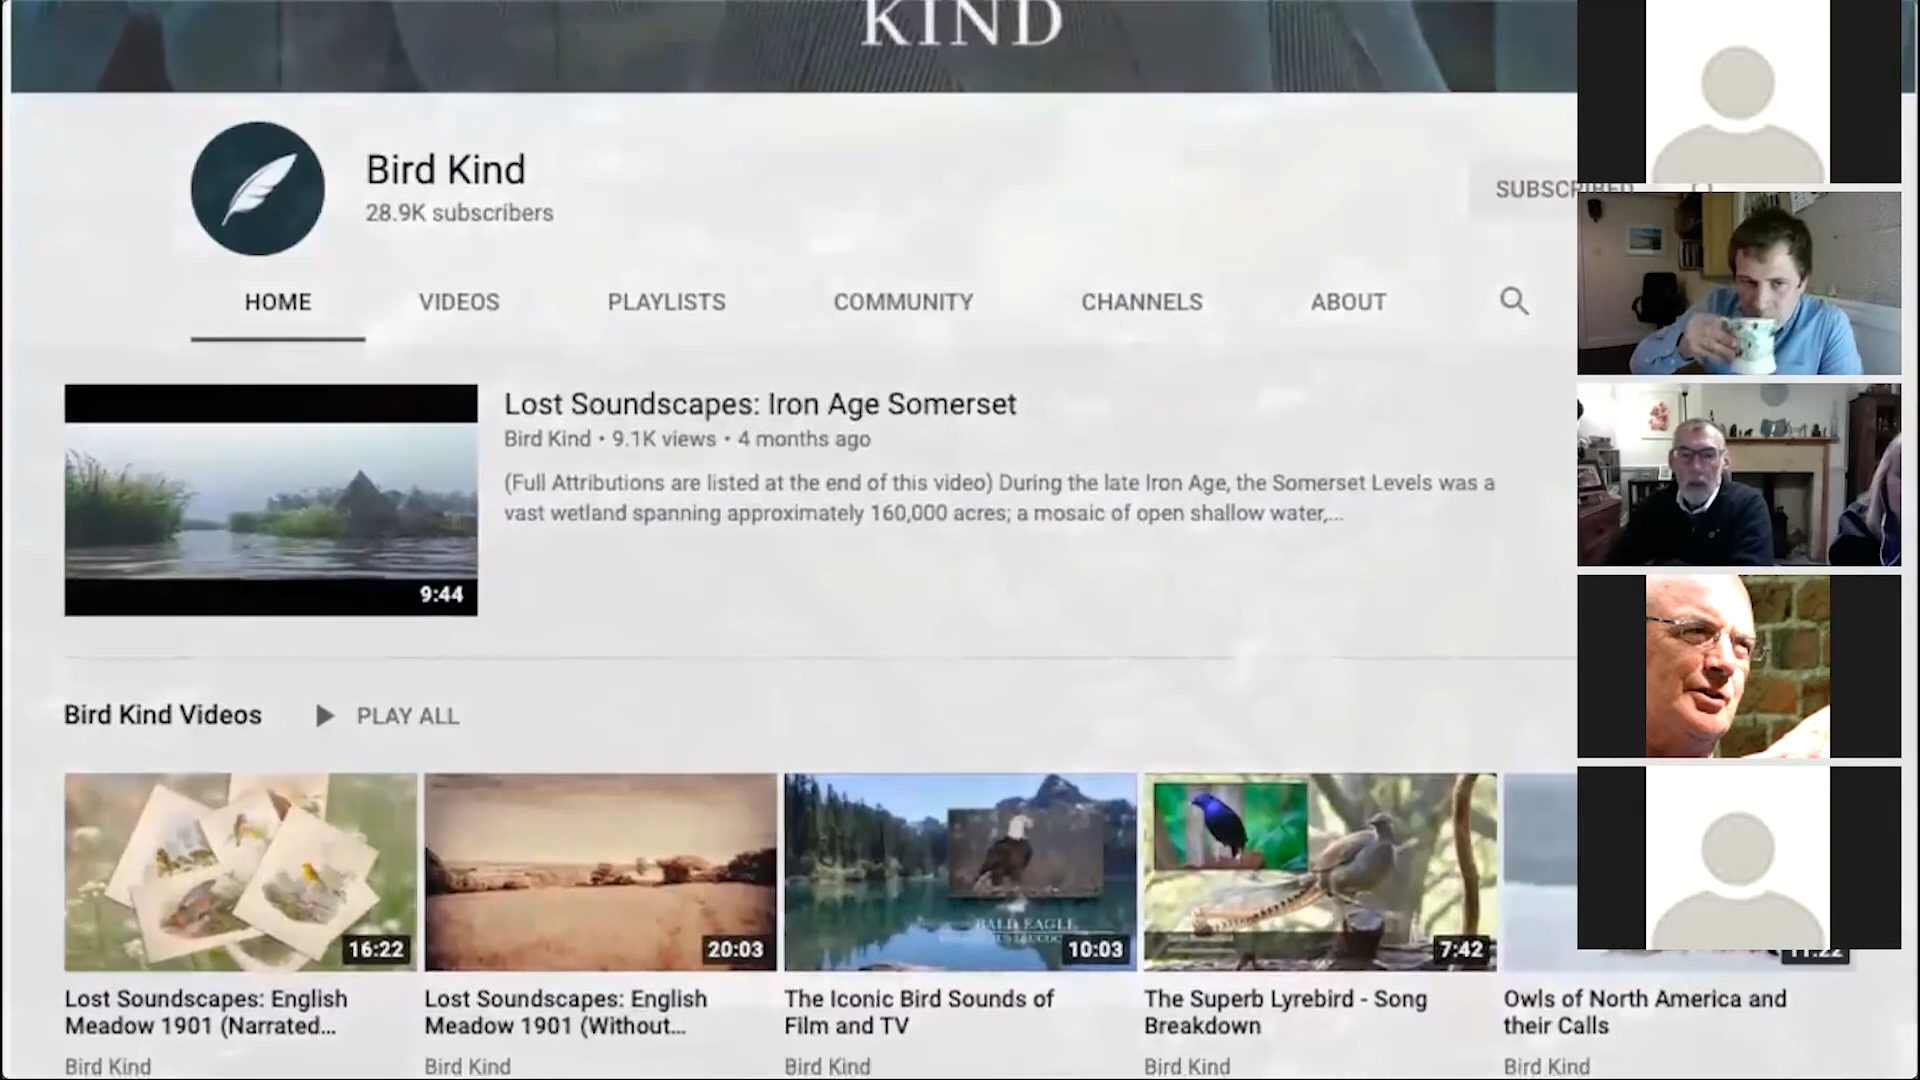 KIND
Bird Kind
28.9K subscribers
SUBSCRIBED
HOME
VIDEOS
PLAYLISTS
COMMUNITY
CHANNELS
ABOUT
Lost Soundscapes: Iron Age Somerset
Bird Kind • 9.1K views • 4 months ago
(Full Attributions are listed at the end of this video) During the late Iron Age, the Somerset Levels was a
vast wetland spanning approximately 160,000 acres; a mosaic of open shallow water,...
9:44
Bird Kind Videos
PLAY ALL
BALD EAGLE
16:22
20:03
10:03
7:42
11:22
Lost Soundscapes: English
Meadow 1901 (Narrated...
Bird Kind
Lost Soundscapes: English
Meadow 1901 (Without...
Bird Kind
The Iconic Bird Sounds of
Film and TV
Bird Kind
The Superb Lyrebird - Song
Breakdown
Bird Kind
Owls of North America and
their Calls
Bird Kind